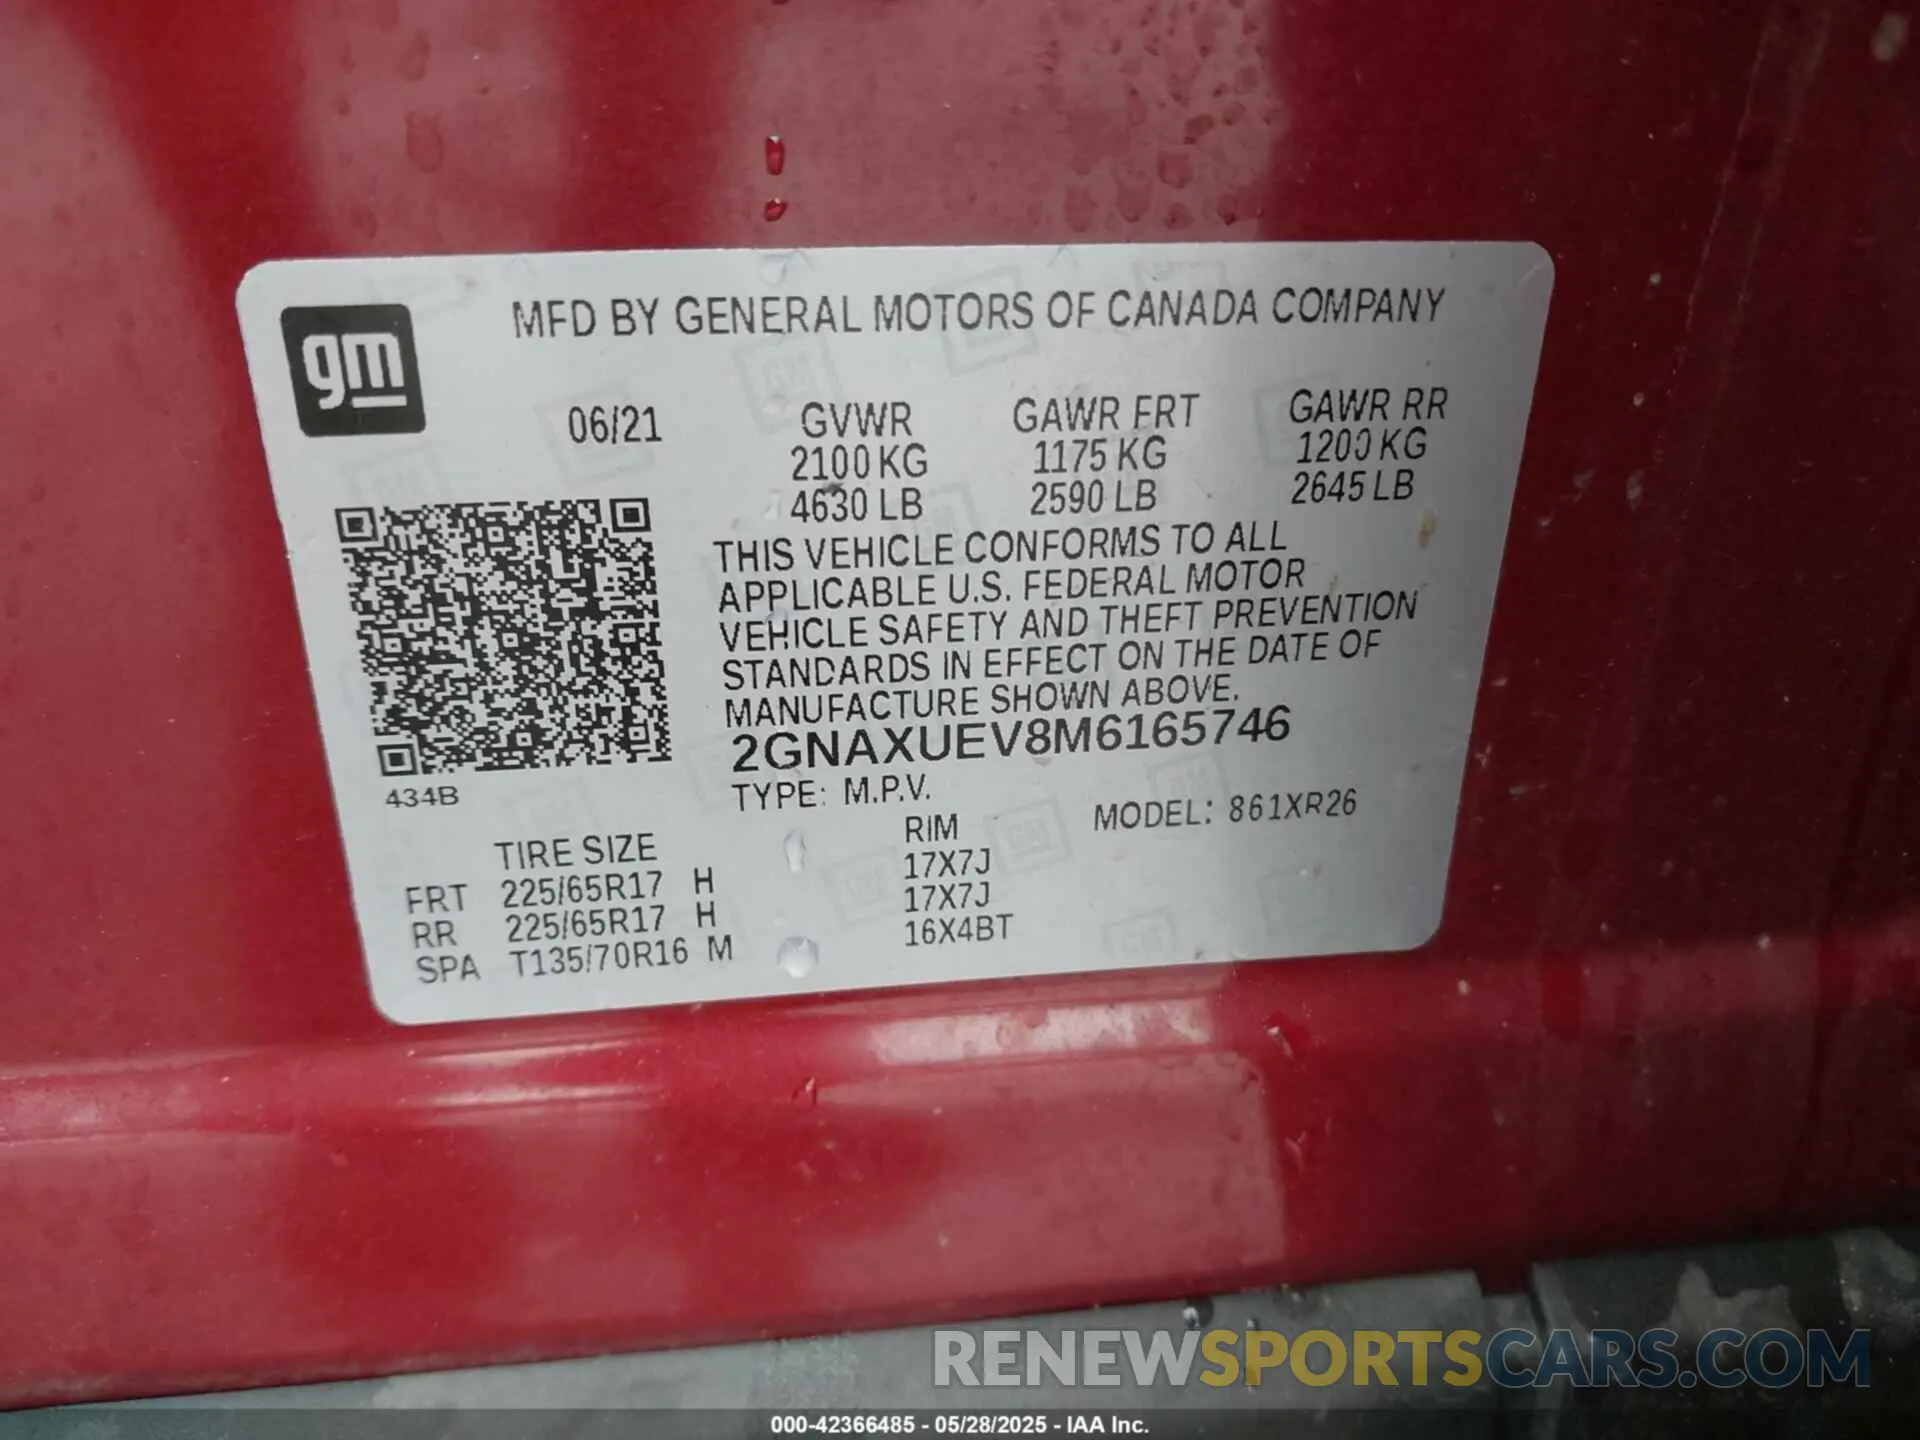 gm
MFD BY GENERAL MOTORS OF CANADA COMPANY
06/21 GVWR GAWR FRT GAWR RR
2100 KG 1175 KG 1200 KG
4630 LB 2590 LB 2645 LB
THIS VEHICLE CONFORMS TO ALL
APPLICABLE U.S. FEDERAL MOTOR
VEHICLE SAFETY AND THEFT PREVENTION
STANDARDS IN EFFECT ON THE DATE OF
MANUFACTURE SHOWN ABOVE.
2GNAXUEV8M6165746
434B
TYPE: M.P.V. MODEL: 861XR26
TIRE SIZE RIM
FRT 225/65R17 H 17X7J
RR 225/65R17 H 17X7J
SPA T135/70R16 M 16X4BT
RENEWSPORTSCARS.COM
000-42366485 - 05/28/2025 - IAA Inc.